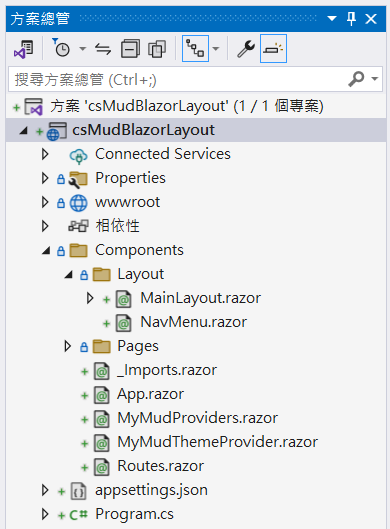 方案總管
搜尋方案總管 (Ctrl+;)
方案 'csMudBlazorLayout' (1 / 1 個專案)
csMudBlazorLayout
Connected Services
Properties
wwwroot
相依性
Components
Layout
MainLayout.razor
NavMenu.razor
Pages
_Imports.razor
App.razor
MyMudProviders.razor
MyMudThemeProvider.razor
Routes.razor
appsettings.json
Program.cs